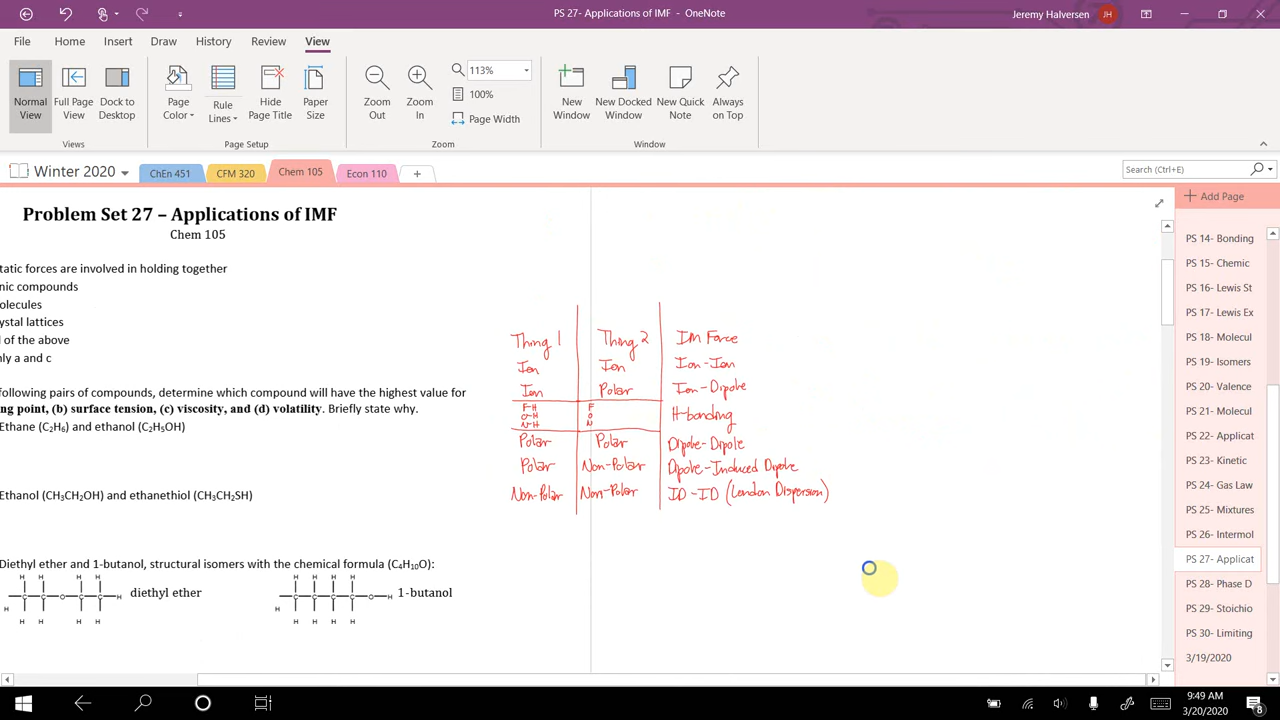 PS 27- Applications of IMF - OneNote
Jeremy Halversen JH
File Home Insert Draw History Review View
Normal View
Full Page View
Dock to Desktop
Views
Page Color
Rule Lines
Hide Page Title
Paper Size
Page Setup
Zoom Out
Zoom In
113%
100%
Page Width
Zoom
New Window
New Docked Window
New Quick Note
Always on Top
Window
Winter 2020 ChEn 451 CFM 320 Chem 105 Econ 110
Search (Ctrl+E)
Problem Set 27 – Applications of IMF
Chem 105
tatic forces are involved in holding together
nic compounds
olecules
ystal lattices
l of the above
nly a and c
following pairs of compounds, determine which compound will have the highest value for
ng point, (b) surface tension, (c) viscosity, and (d) volatility. Briefly state why.
Ethane (C2H6) and ethanol (C2H5OH)
Ethanol (CH3CH2OH) and ethanethiol (CH3CH2SH)
Diethyl ether and 1-butanol, structural isomers with the chemical formula (C4H10O):
H H H H
H C C O C C H diethyl ether
H H H H
H H H H
H C C C C O H 1-butanol
H H H H
Thing 1 Thing 2 IM Force
Ion Ion Ion-Ion
Ion Polar Ion-Dipole
F-H F
O-H O H-bonding
N-H N
Polar Polar Dipole-Dipole
Polar Non-Polar Dipole-Induced Dipole
Non-Polar Non-Polar ID-ID (London Dispersion)
Add Page
PS 14- Bonding
PS 15- Chemic
PS 16- Lewis St
PS 17- Lewis Ex
PS 18- Molecul
PS 19- Isomers
PS 20- Valence
PS 21- Molecul
PS 22- Applicat
PS 23- Kinetic
PS 24- Gas Law
PS 25- Mixtures
PS 26- Intermol
PS 27- Applicat
PS 28- Phase D
PS 29- Stoichio
PS 30- Limiting
3/19/2020
9:49 AM
3/20/2020
8